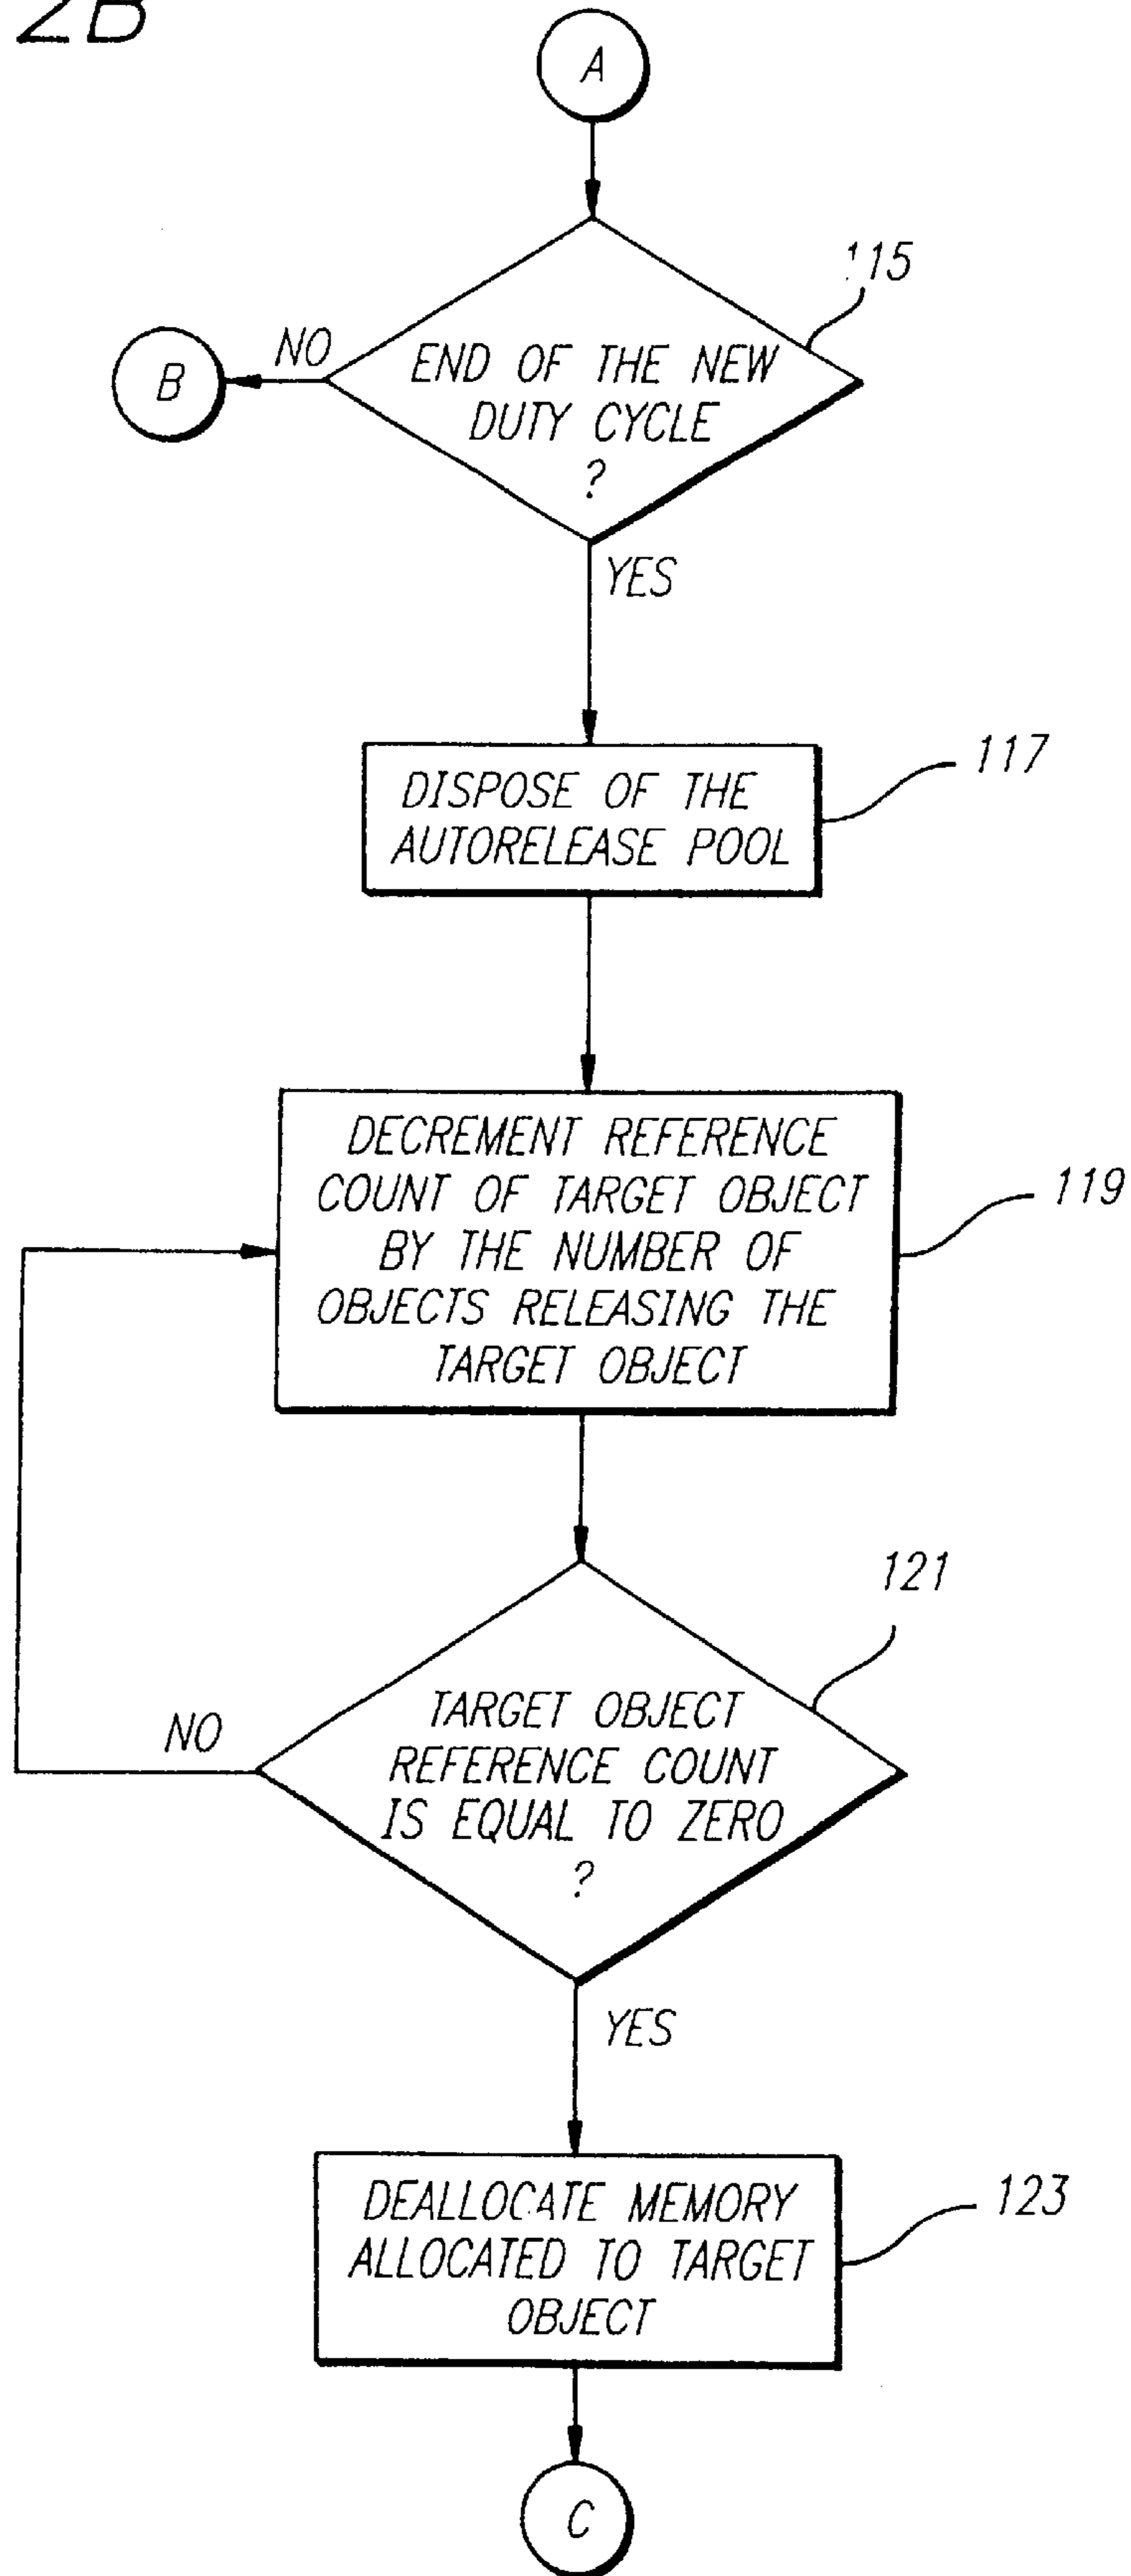 2B
A
115
END OF THE NEW
DUTY CYCLE
?
NO
B
YES
117
DISPOSE OF THE
AUTORELEASE POOL
DECREMENT REFERENCE
COUNT OF TARGET OBJECT
BY THE NUMBER OF
OBJECTS RELEASING THE
TARGET OBJECT
119
121
TARGET OBJECT
REFERENCE COUNT
IS EQUAL TO ZERO
?
NO
YES
DEALLOCATE MEMORY
ALLOCATED TO TARGET
OBJECT
123
C